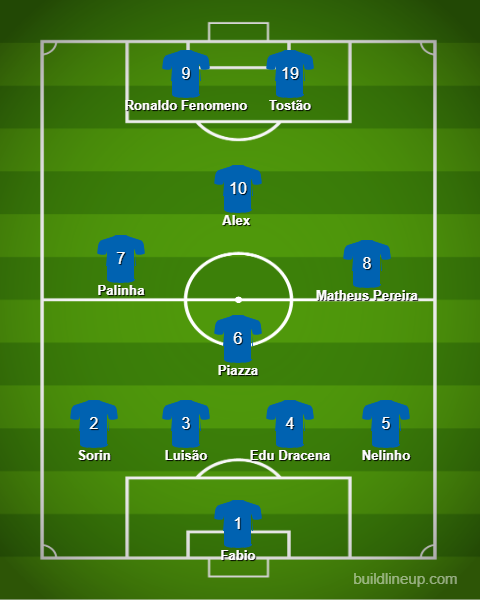 9
19
Ronaldo Fenomeno
Tostão
10
Alex
7
8
Palinha
Matheus Pereira
6
Piazza
2
3
4
5
Sorin
Luisão
Edu Dracena
Nelinho
1
Fabio
buildlineup.com